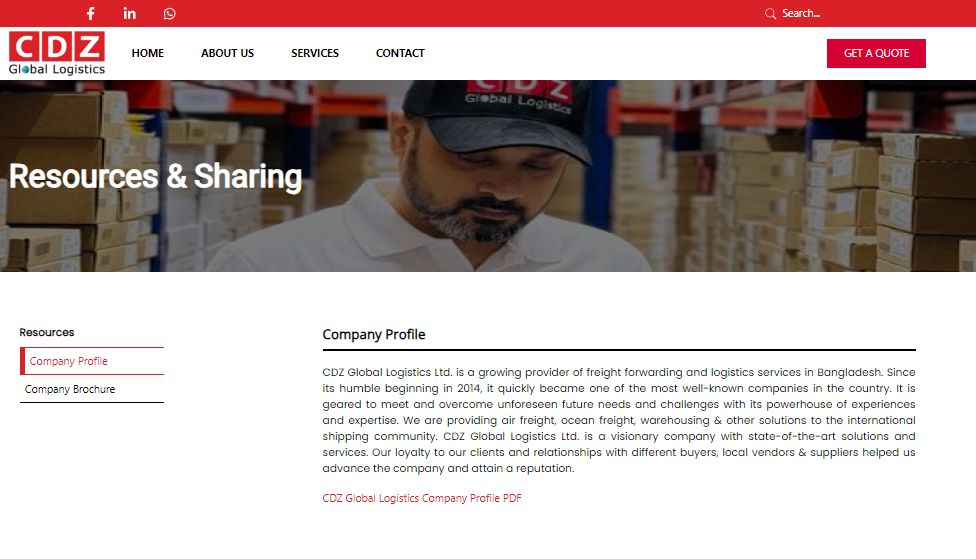 Search...
CDZ
Global Logistics
HOME
ABOUT US
SERVICES
CONTACT
GET A QUOTE
CDZ
Global Logistics
Resources & Sharing
Resources
Company Profile
Company Brochure
Company Profile
CDZ Global Logistics Ltd. is a growing provider of freight forwarding and logistics services in Bangladesh. Since
its humble beginning in 2014, it quickly became one of the most well-known companies in the country. It is
geared to meet and overcome unforeseen future needs and challenges with its powerhouse of experiences
and expertise. We are providing air freight, ocean freight, warehousing & other solutions to the international
shipping community. CDZ Global Logistics Ltd. is a visionary company with state-of-the-art solutions and
services. Our loyalty to our clients and relationships with different buyers, local vendors & suppliers helped us
advance the company and attain a reputation.
CDZ Global Logistics Company Profile PDF